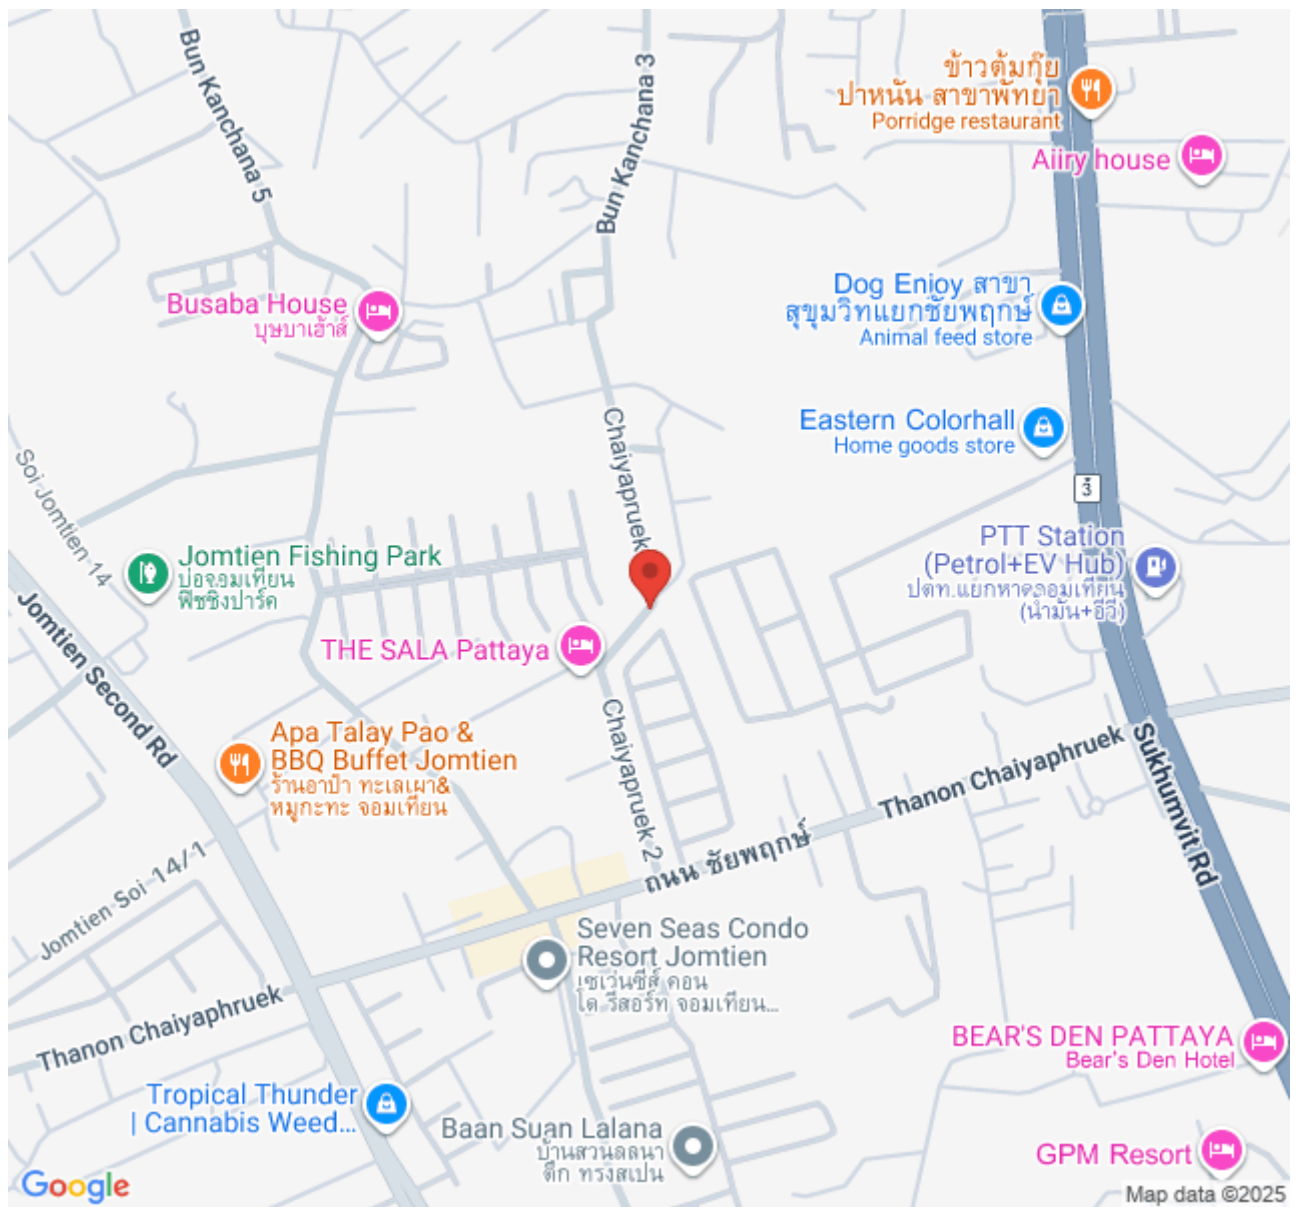 Bun Kanchana 5
Bun Kanchana 3
ข้าวต้มกุ๊ย
ปาหนัน สาขาพัทยา
Porridge restaurant
Aiiry house
Busaba House
บุษบาเฮ้าส์
Dog Enjoy สาขา
สุขุมวิทแยกชัยพฤกษ์
Animal feed store
Eastern Colorhall
Home goods store
3
Chaiyapruek
Soi Jomtien 14
Jomtien Fishing Park
บ่อจอมเทียน
ฟิชชิ่งปาร์ค
PTT Station
(Petrol+EV Hub)
ปตท.แยกหาดจอมเทียน
(น้ำมัน+อีวี)
Jomtien Second Rd
THE SALA Pattaya
Chaiyapruek 2
Apa Talay Pao &
BBQ Buffet Jomtien
ร้านอาป๋า ทะเลเผา&
หมูกะทะ จอมเทียน
Thanon Chaiyaphruek
Sukhumvit Rd
ถนน ชัยพฤกษ์
Jomtien Soi 14/1
Seven Seas Condo
Resort Jomtien
เซเว่นซีส์ คอน
โด รีสอร์ท จอมเทียน...
Thanon Chaiyaphruek
BEAR'S DEN PATTAYA
Bear's Den Hotel
Tropical Thunder
| Cannabis Weed...
Baan Suan Lalana
บ้านสวนลลนา
ตึก ทรงสเปน
GPM Resort
Google
Map data ©2025